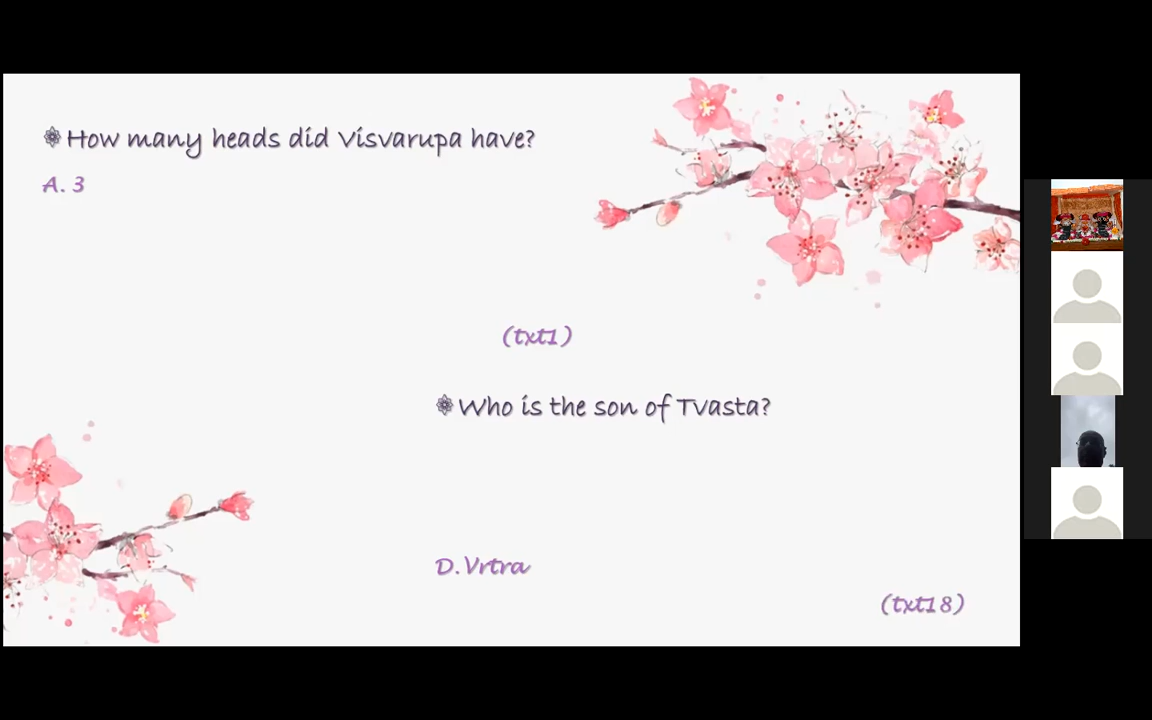 How many heads did Visvarupa have?
A. 3
(txt1)
Who is the son of Tvasta?
D. Vrtra
(txt18)